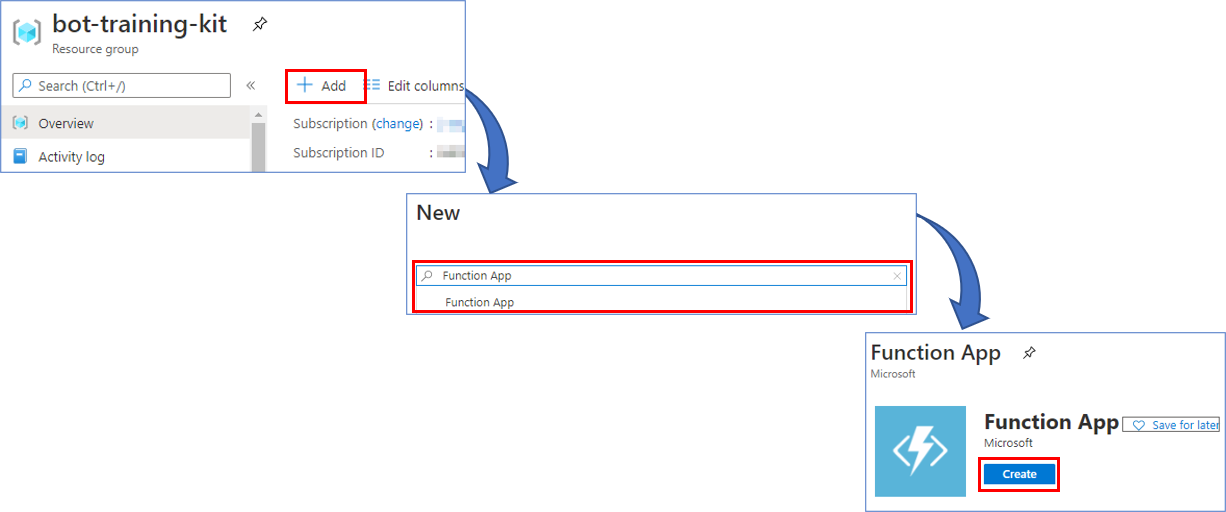 bot-training-kit
Resource group
Search (Ctrl+/)
«
Add
Edit columns
Overview
Subscription (change) :
Activity log
Subscription ID :
New
Function App
Function App
Function App
Microsoft
Function App
Save for later
Microsoft
Create